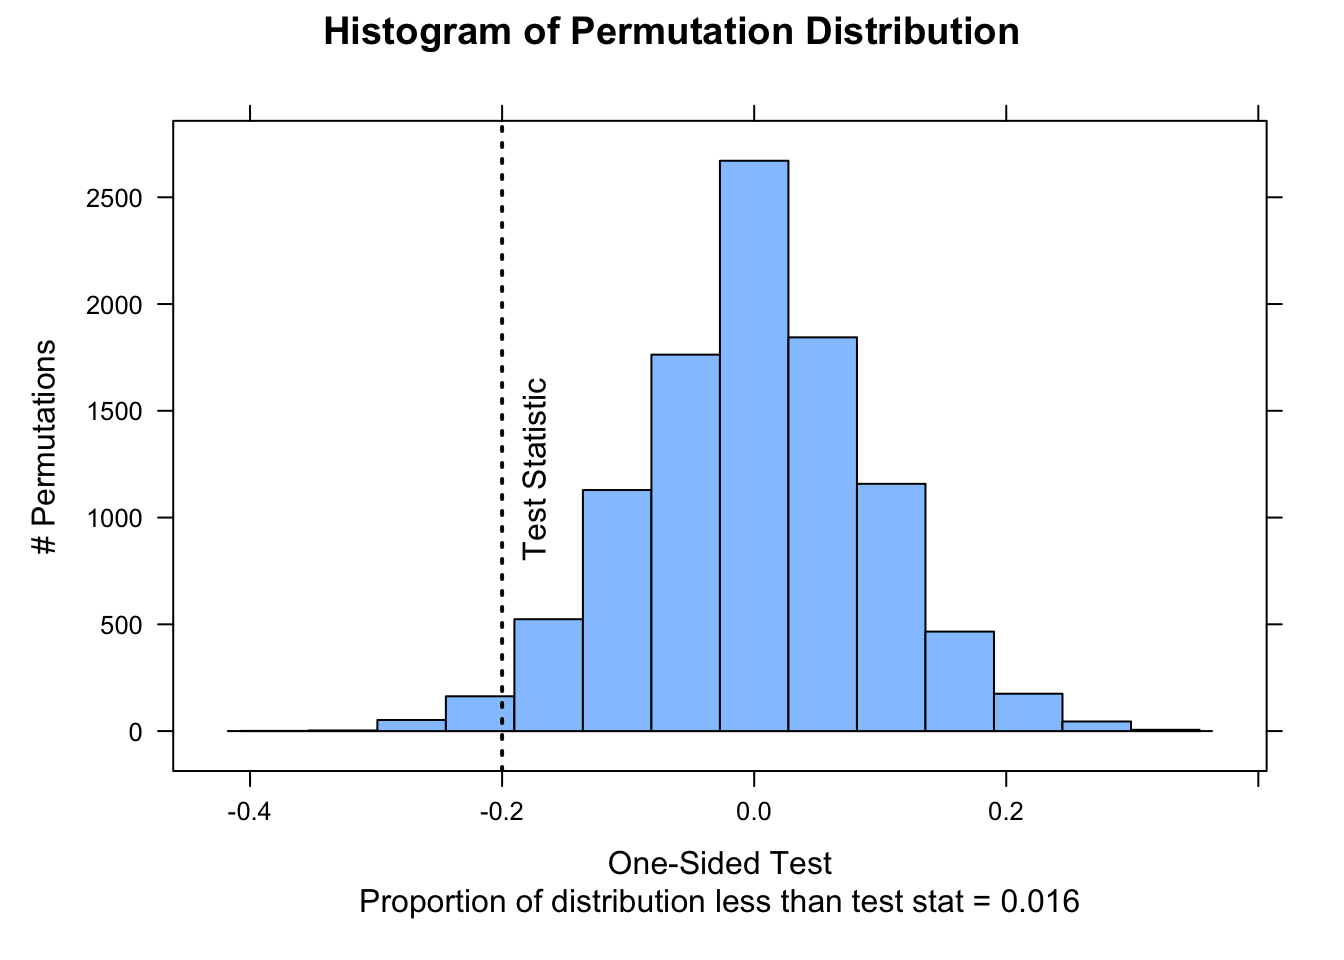 Histogram of Permutation Distribution
# Permutations
2500
2000
1500
1000
500
0
Test Statistic
-0.4
-0.2
0.0
0.2
One-Sided Test
Proportion of distribution less than test stat = 0.016